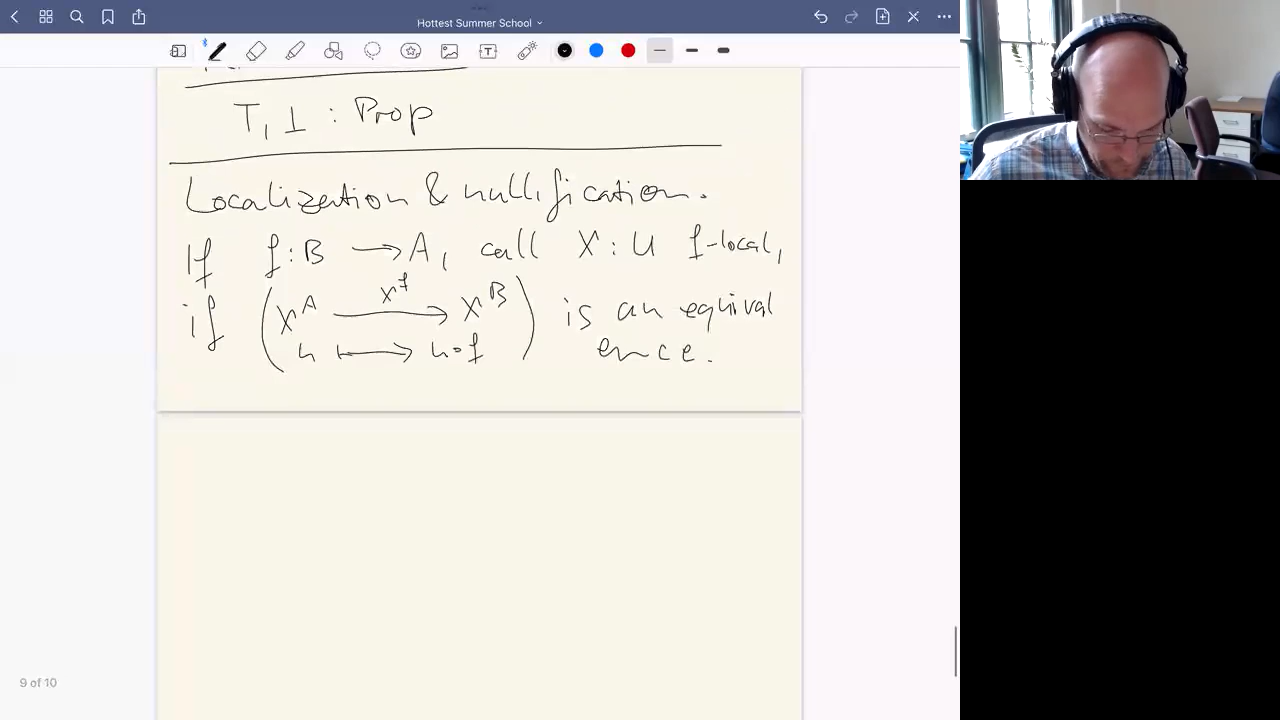 Hottest Summer School
T, ⊥ : Prop
Localization & nullification.
If f : B → A, call X : U f-local,
if (X^A —X^f→ X^B) is an equival
h ↦ h∘f ence.
9 of 10